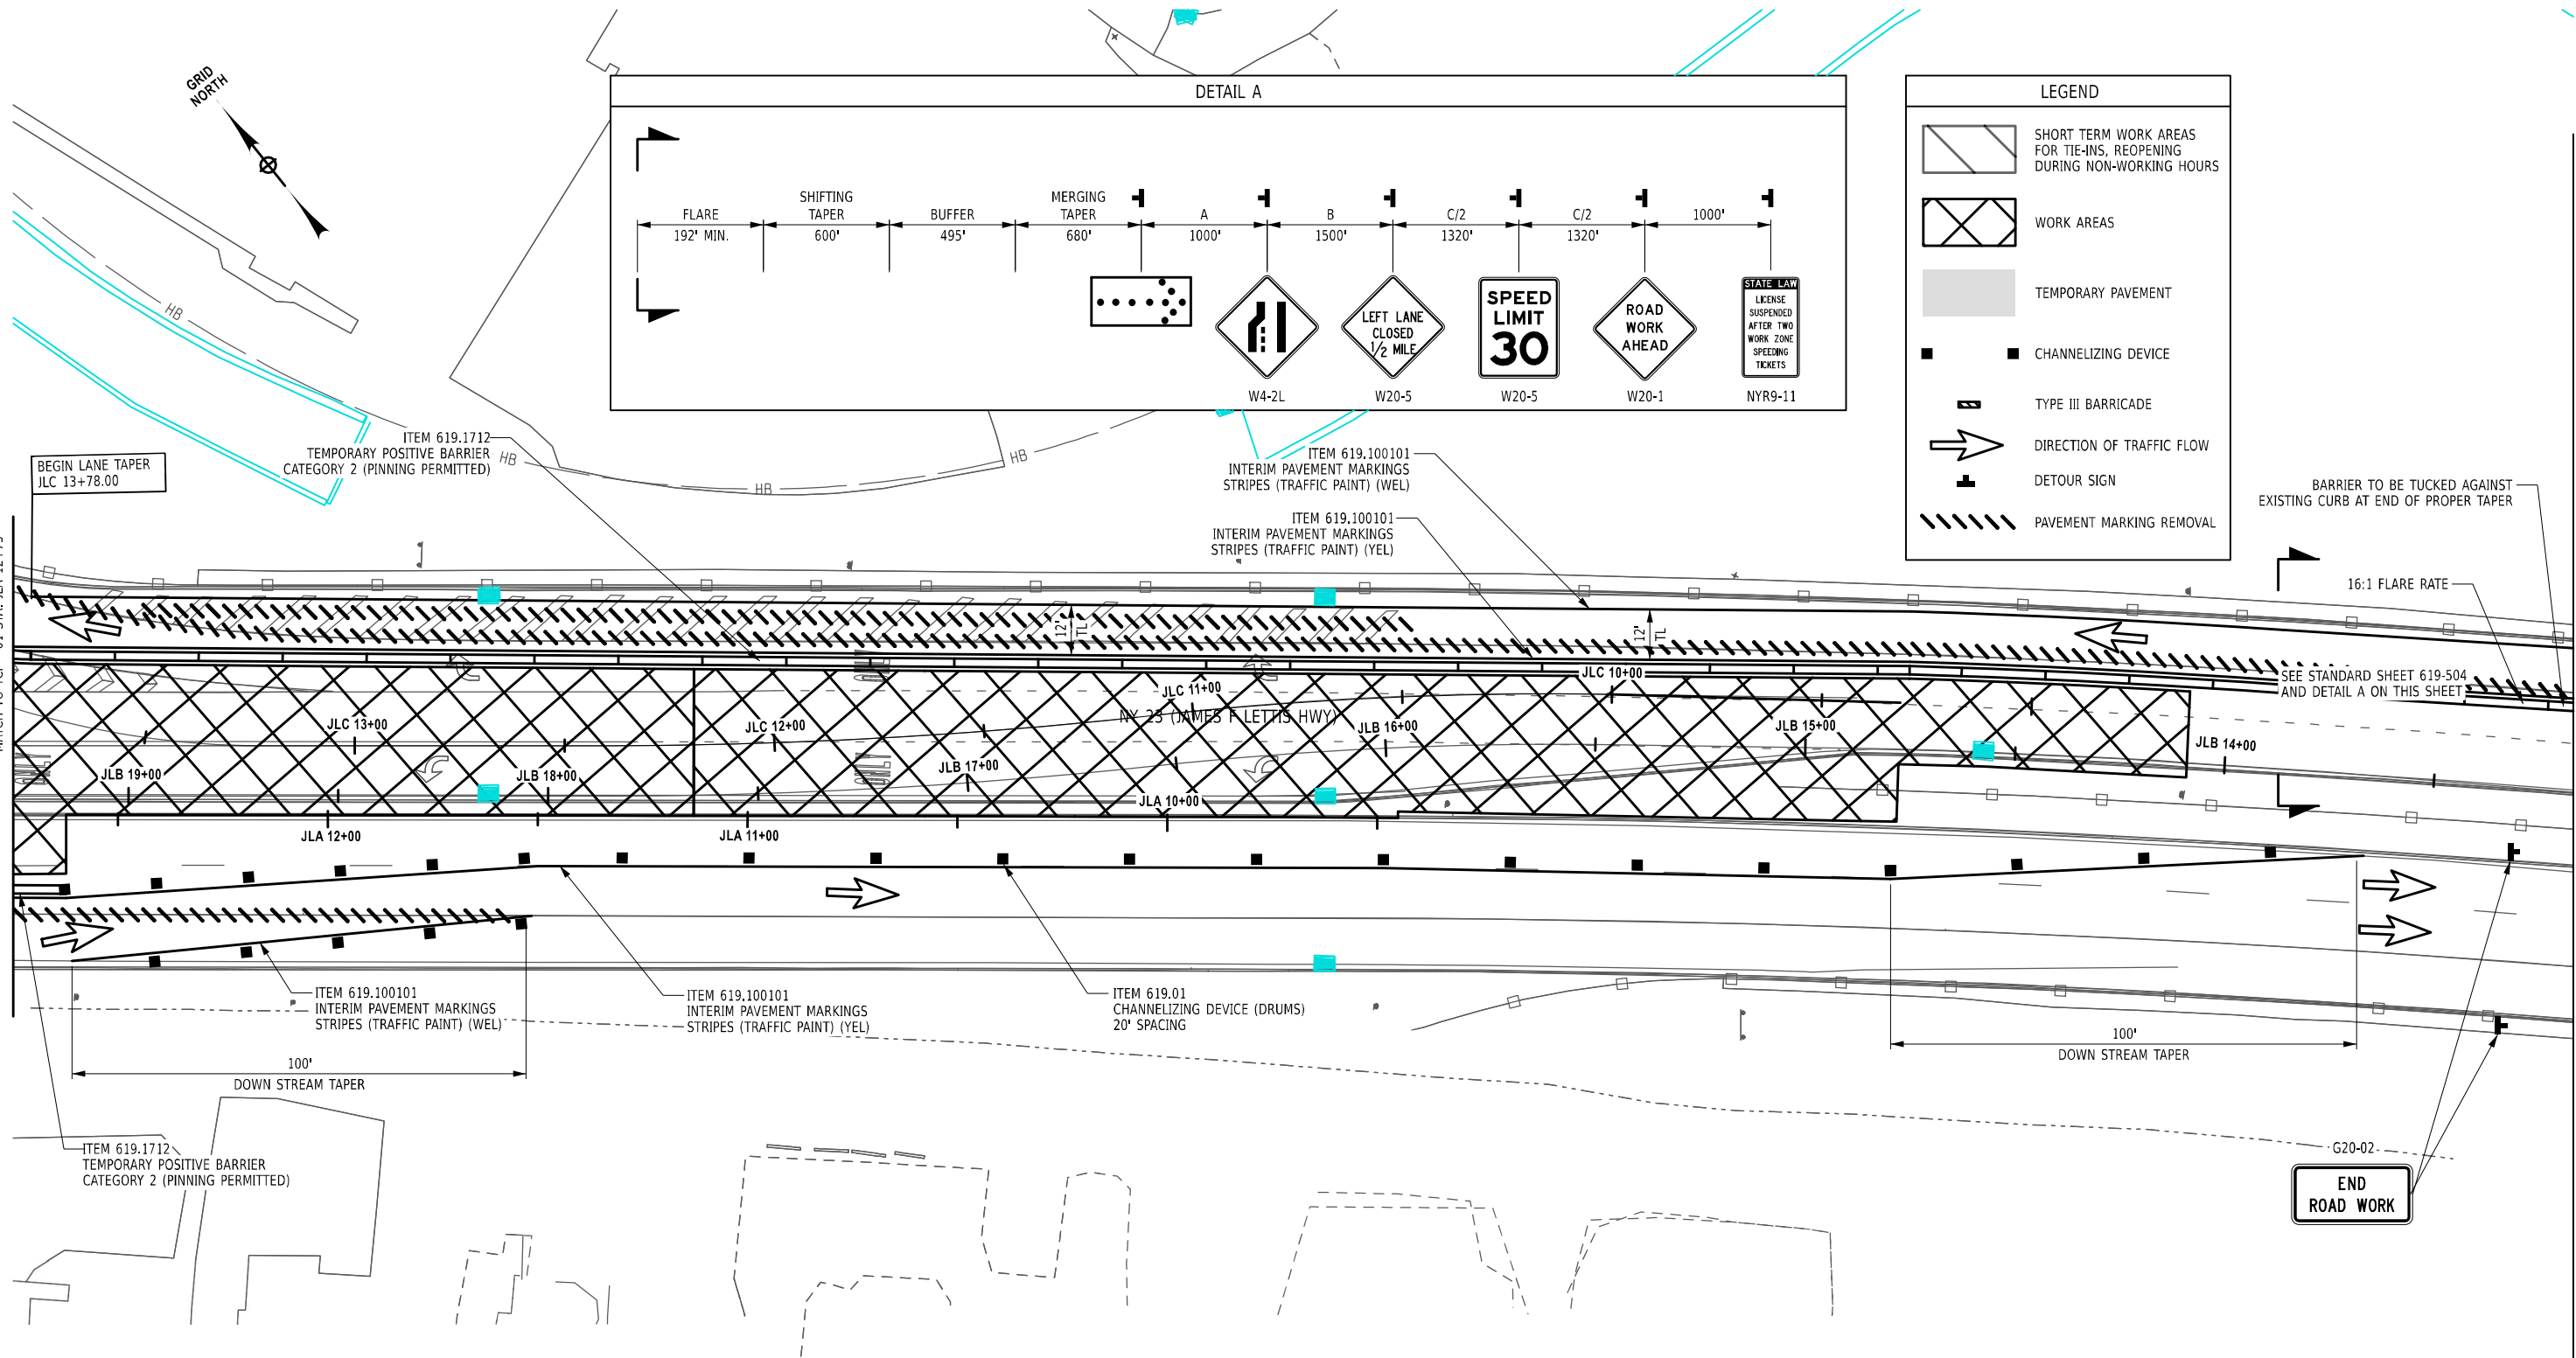 GRID
NORTH
DETAIL A
SHIFTING
MERGING
FLARE
TAPER
BUFFER
TAPER
A
B
C/2
C/2
1000'
192' MIN.
600'
495'
680'
1000'
1500'
1320'
1320'
LEFT LANE
CLOSED
1/2 MILE
SPEED
LIMIT
30
ROAD
WORK
AHEAD
STATE LAW
LICENSE
SUSPENDED
AFTER TWO
WORK ZONE
SPEEDING
TICKETS
W4-2L
W20-5
W20-5
W20-1
NYR9-11
LEGEND
SHORT TERM WORK AREAS
FOR TIE-INS, REOPENING
DURING NON-WORKING HOURS
WORK AREAS
TEMPORARY PAVEMENT
CHANNELIZING DEVICE
TYPE III BARRICADE
DIRECTION OF TRAFFIC FLOW
DETOUR SIGN
PAVEMENT MARKING REMOVAL
HB
HB
HB
HB
BEGIN LANE TAPER
JLC 13+78.00
ITEM 619.1712
TEMPORARY POSITIVE BARRIER
CATEGORY 2 (PINNING PERMITTED)
ITEM 619.100101
INTERIM PAVEMENT MARKINGS
STRIPES (TRAFFIC PAINT) (WEL)
ITEM 619.100101
INTERIM PAVEMENT MARKINGS
STRIPES (TRAFFIC PAINT) (YEL)
BARRIER TO BE TUCKED AGAINST
EXISTING CURB AT END OF PROPER TAPER
16:1 FLARE RATE
SEE STANDARD SHEET 619-504
AND DETAIL A ON THIS SHEET
12'
TL
12'
TL
ONLY
ONLY
ONLY
JLC 13+00
JLC 12+00
JLC 11+00
JLC 10+00
NY 23 (JAMES F LETTIS HWY)
JLB 19+00
JLB 18+00
JLB 17+00
JLB 16+00
JLB 15+00
JLB 14+00
JLA 12+00
JLA 11+00
JLA 10+00
ITEM 619.100101
INTERIM PAVEMENT MARKINGS
STRIPES (TRAFFIC PAINT) (WEL)
ITEM 619.100101
INTERIM PAVEMENT MARKINGS
STRIPES (TRAFFIC PAINT) (YEL)
ITEM 619.01
CHANNELIZING DEVICE (DRUMS)
20' SPACING
100'
DOWN STREAM TAPER
100'
DOWN STREAM TAPER
ITEM 619.1712
TEMPORARY POSITIVE BARRIER
CATEGORY 2 (PINNING PERMITTED)
G20-02
END
ROAD WORK